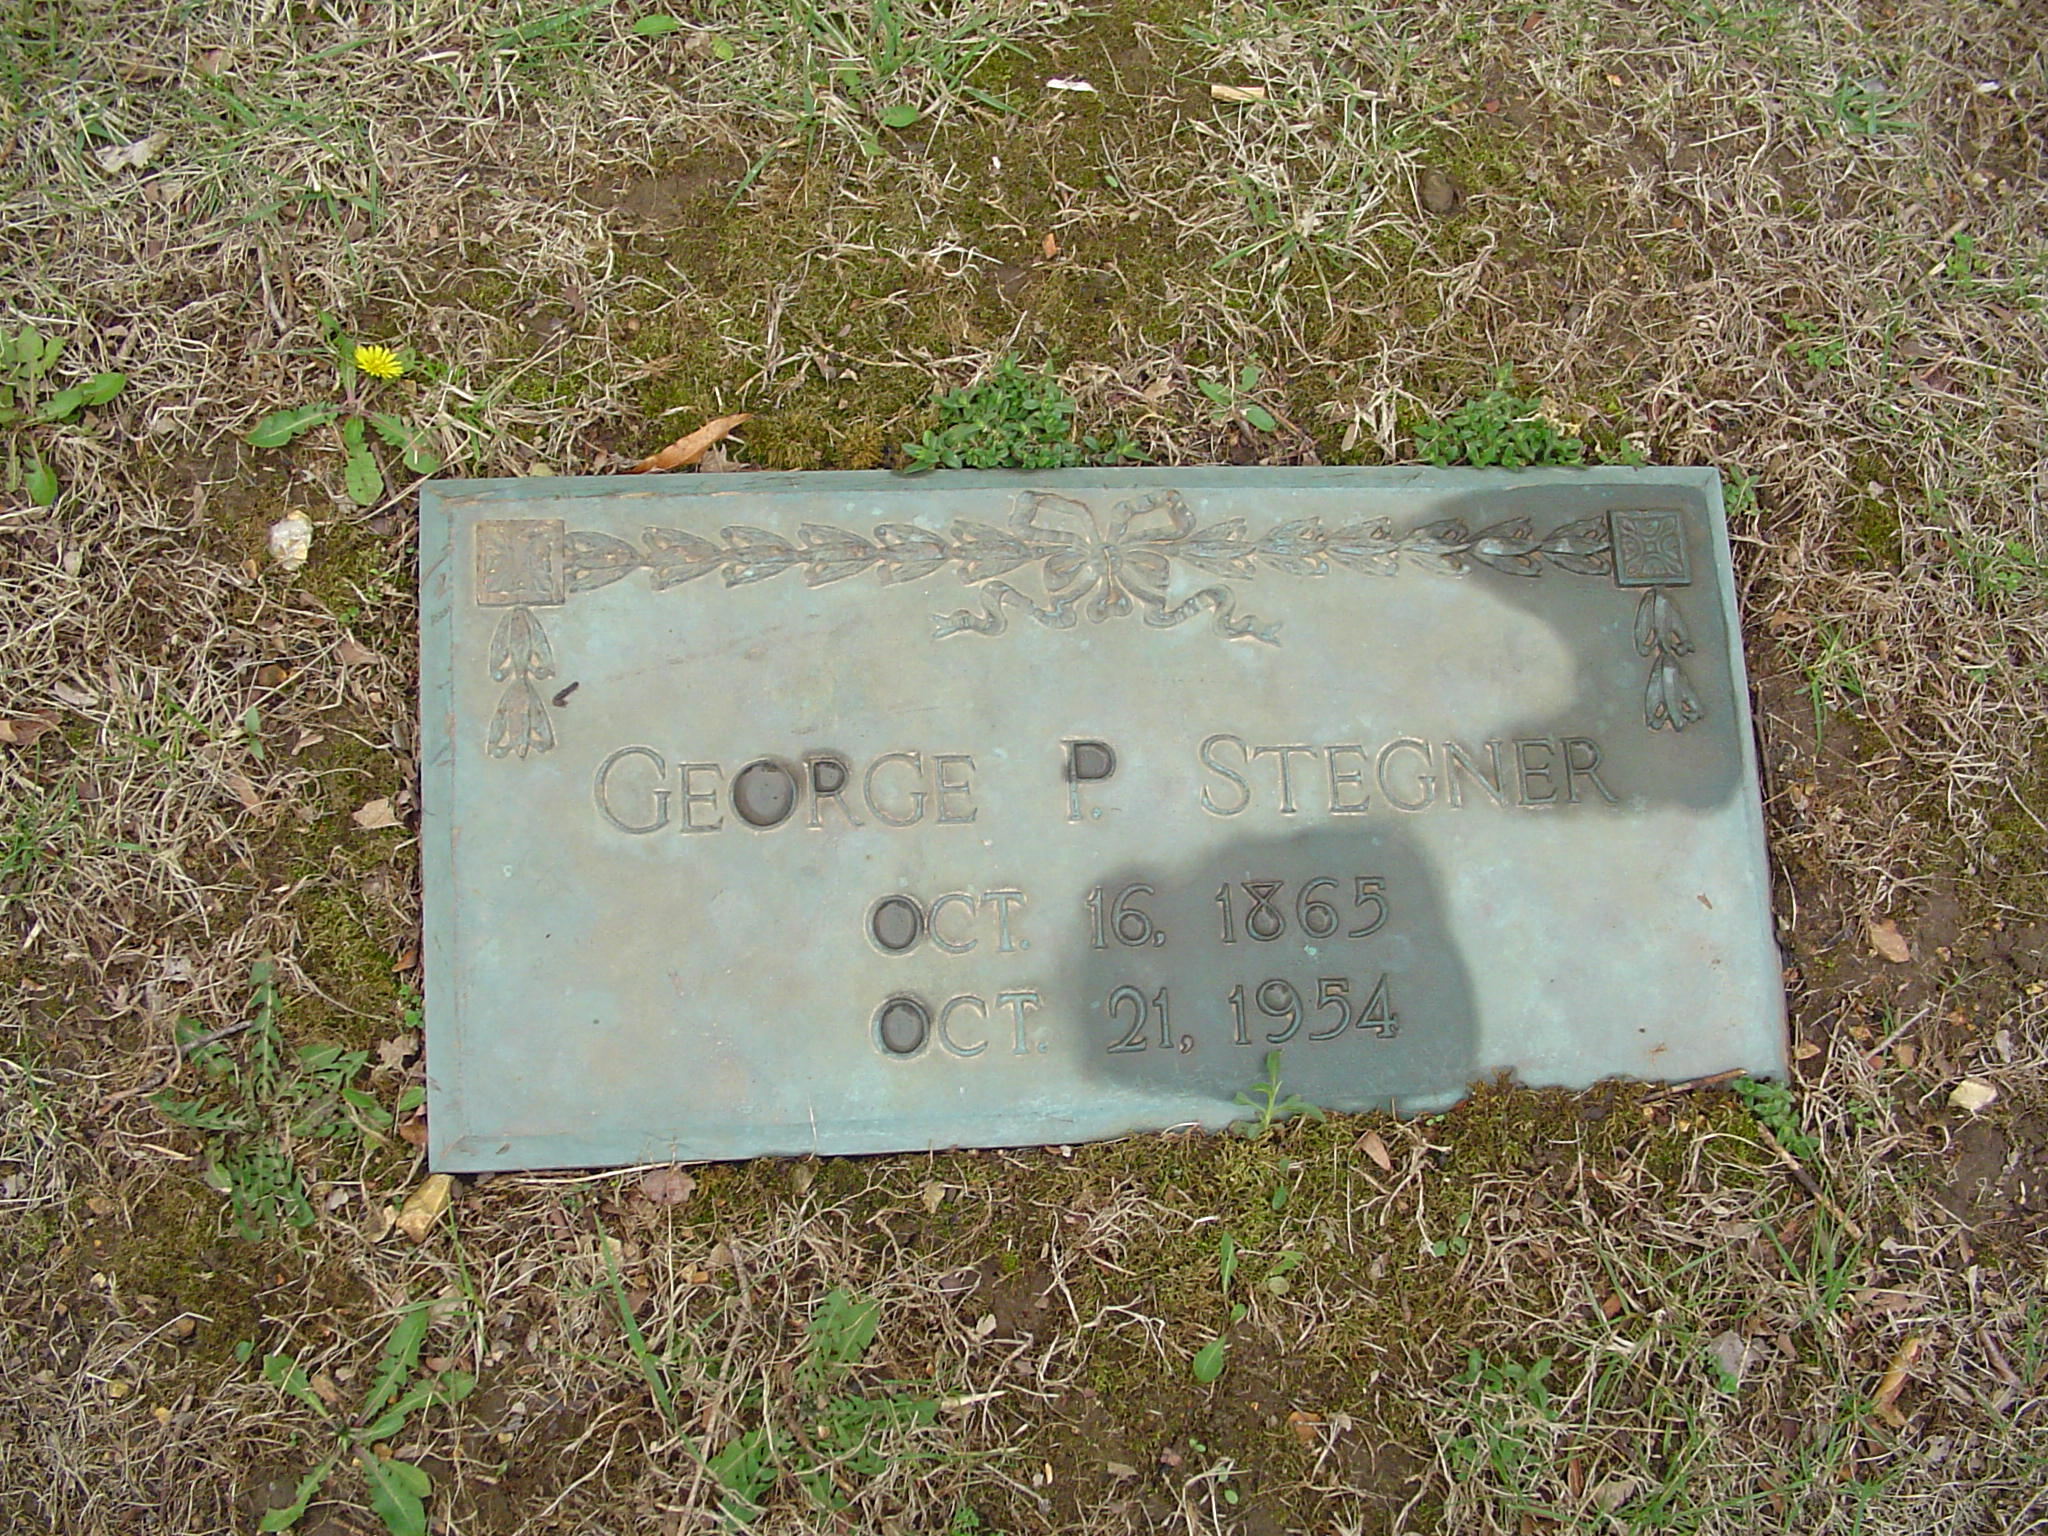 GEORGE P. STEGNER
OCT. 16, 1865
OCT. 21, 1954